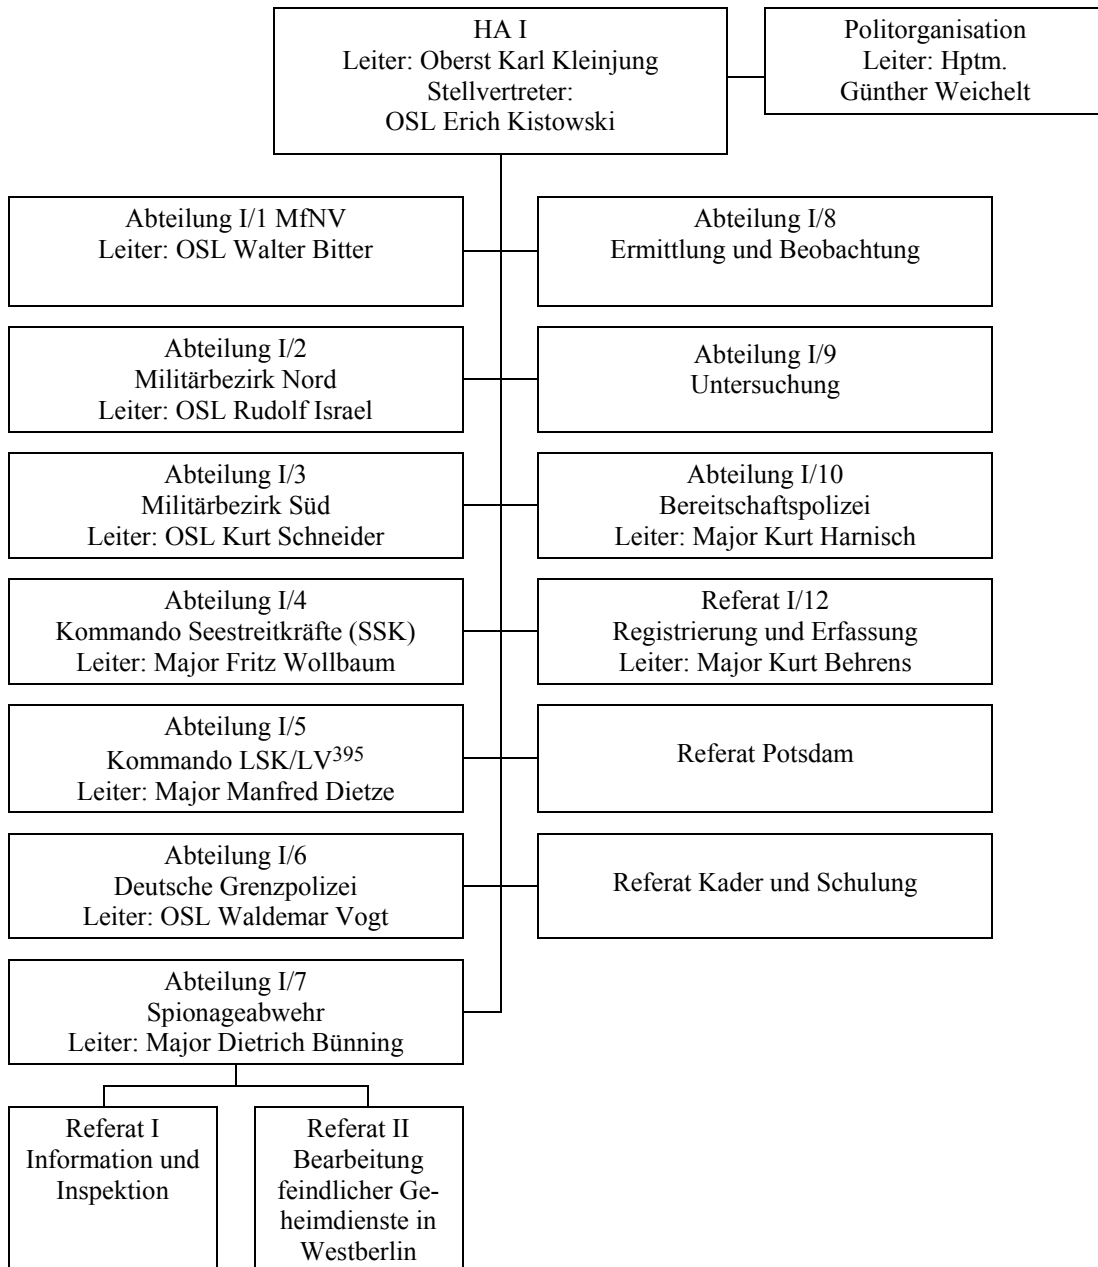 HA I
Leiter: Oberst Karl Kleinjung
Stellvertreter:
OSL Erich Kistowski
Politorganisation
Leiter: Hptm.
Günther Weichelt
Abteilung I/1 MfNV
Leiter: OSL Walter Bitter
Abteilung I/8
Ermittlung und Beobachtung
Abteilung I/2
Militärbezirk Nord
Leiter: OSL Rudolf Israel
Abteilung I/9
Untersuchung
Abteilung I/3
Militärbezirk Süd
Leiter: OSL Kurt Schneider
Abteilung I/10
Bereitschaftspolizei
Leiter: Major Kurt Harnisch
Abteilung I/4
Kommando Seestreitkräfte (SSK)
Leiter: Major Fritz Wollbaum
Referat I/12
Registrierung und Erfassung
Leiter: Major Kurt Behrens
Abteilung I/5
Kommando LSK/LV395
Leiter: Major Manfred Dietze
Referat Potsdam
Abteilung I/6
Deutsche Grenzpolizei
Leiter: OSL Waldemar Vogt
Referat Kader und Schulung
Abteilung I/7
Spionageabwehr
Leiter: Major Dietrich Bünning
Referat I
Information und
Inspektion
Referat II
Bearbeitung
feindlicher Ge-
heimdienste in
Westberlin